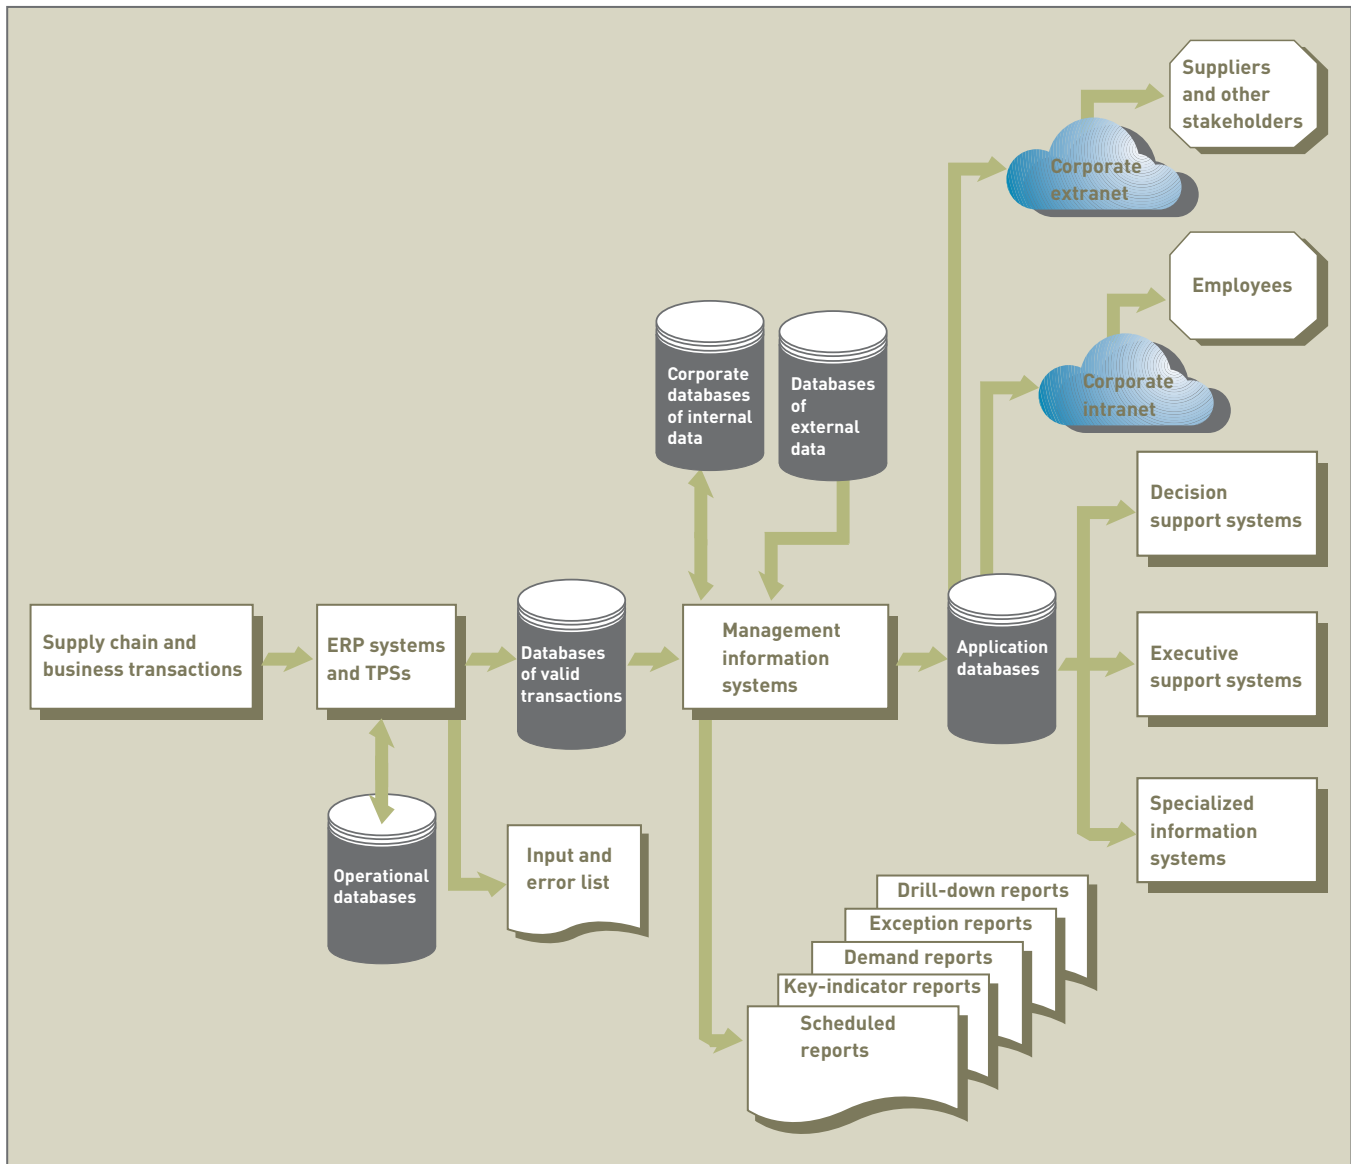 Suppliers
and other
stakeholders
Corporate
extranet
Employees
Corporate
intranet
Corporate
databases
of internal
data
Databases
of
external
data
Decision
support systems
Supply chain and
business transactions
ERP systems
and TPSs
Databases
of valid
transactions
Management
information
systems
Application
databases
Executive
support systems
Specialized
information
systems
Operational
databases
Input and
error list
Drill-down reports
Exception reports
Demand reports
Key-indicator reports
Scheduled
reports